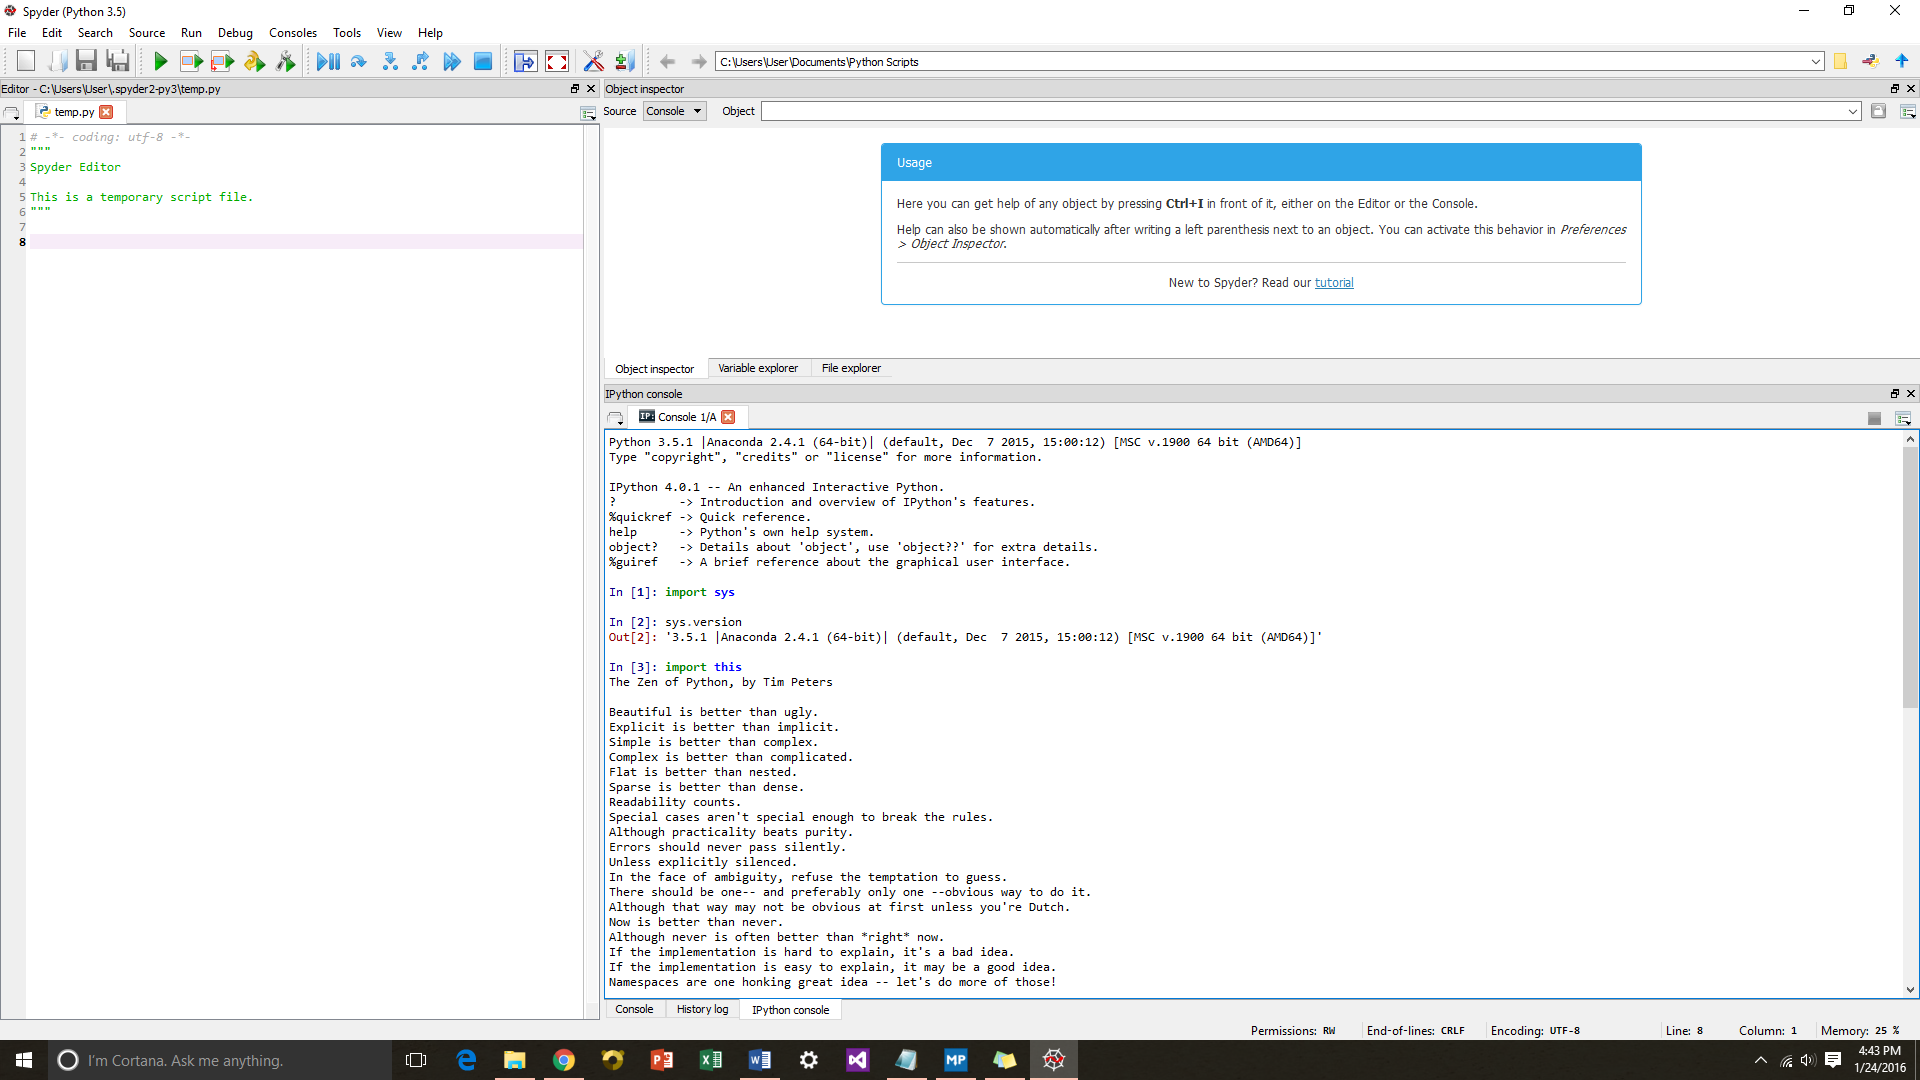 Spyder (Python 3.5)
File Edit Search Source Run Debug Consoles Tools View Help
C:\Users\User\Documents\Python Scripts
Editor - C:\Users\User\.spyder2-py3\temp.py
temp.py
1 # -*- coding: utf-8 -*-
2 """
3 Spyder Editor
4
5 This is a temporary script file.
6 """
7
8
Object inspector
Source Console Object
Usage
Here you can get help of any object by pressing Ctrl+I in front of it, either on the Editor or the Console.
Help can also be shown automatically after writing a left parenthesis next to an object. You can activate this behavior in Preferences
> Object Inspector.
New to Spyder? Read our tutorial
Object inspector Variable explorer File explorer
IPython console
IP: Console 1/A
Python 3.5.1 |Anaconda 2.4.1 (64-bit)| (default, Dec  7 2015, 15:00:12) [MSC v.1900 64 bit (AMD64)]
Type "copyright", "credits" or "license" for more information.
IPython 4.0.1 -- An enhanced Interactive Python.
?         -> Introduction and overview of IPython's features.
%quickref -> Quick reference.
help      -> Python's own help system.
object?   -> Details about 'object', use 'object??' for extra details.
%guiref   -> A brief reference about the graphical user interface.
In [1]: import sys
In [2]: sys.version
Out[2]: '3.5.1 |Anaconda 2.4.1 (64-bit)| (default, Dec  7 2015, 15:00:12) [MSC v.1900 64 bit (AMD64)]'
In [3]: import this
The Zen of Python, by Tim Peters
Beautiful is better than ugly.
Explicit is better than implicit.
Simple is better than complex.
Complex is better than complicated.
Flat is better than nested.
Sparse is better than dense.
Readability counts.
Special cases aren't special enough to break the rules.
Although practicality beats purity.
Errors should never pass silently.
Unless explicitly silenced.
In the face of ambiguity, refuse the temptation to guess.
There should be one-- and preferably only one --obvious way to do it.
Although that way may not be obvious at first unless you're Dutch.
Now is better than never.
Although never is often better than *right* now.
If the implementation is hard to explain, it's a bad idea.
If the implementation is easy to explain, it may be a good idea.
Namespaces are one honking great idea -- let's do more of those!
Console History log IPython console
Permissions: RW End-of-lines: CRLF Encoding: UTF-8 Line: 8 Column: 1 Memory: 25 %
I'm Cortana. Ask me anything.
MP
4:43 PM
1/24/2016